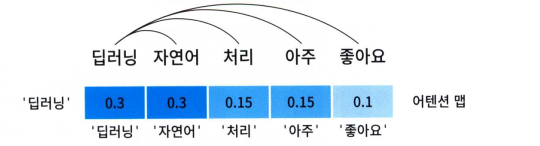 딥러닝 자연어 처리 아주 좋아요
'딥러닝' 0.3 0.3 0.15 0.15 0.1 어텐션 맵
'딥러닝' '자연어' '처리' '아주' '좋아요'